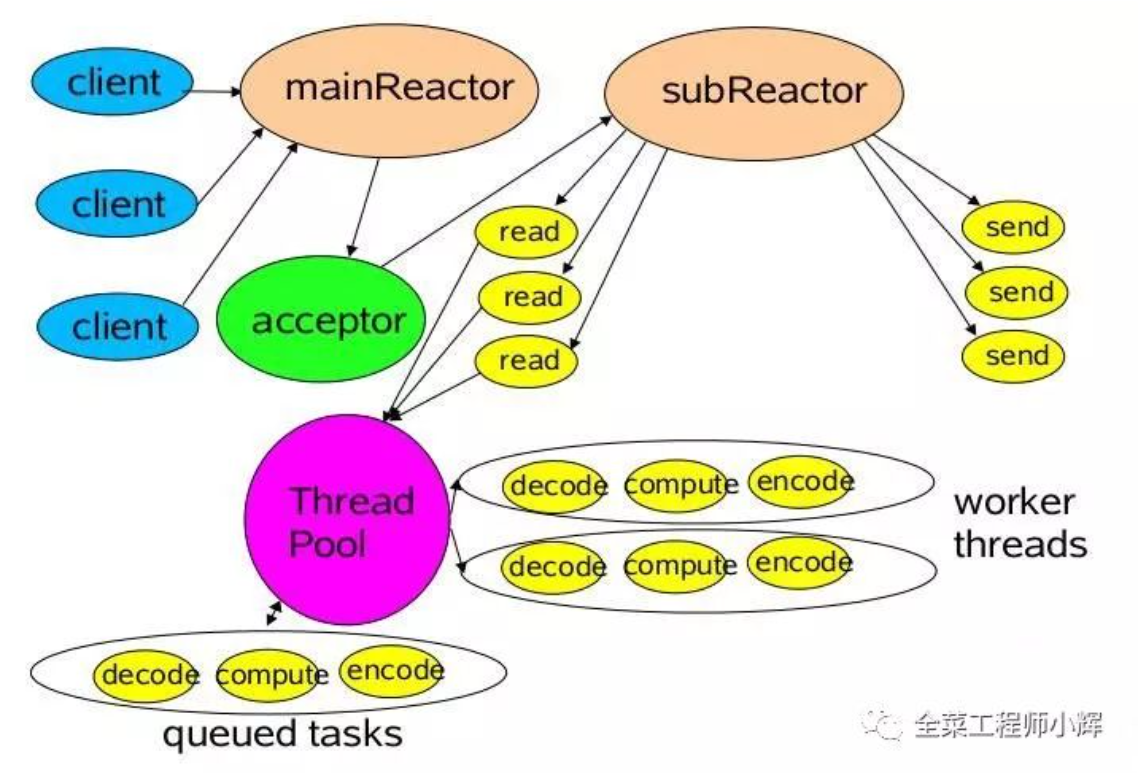 client
mainReactor
subReactor
client
client
acceptor
read
read
read
send
send
send
Thread
Pool
decode compute encode
decode compute encode
worker
threads
decode compute encode
queued tasks
全菜工程师小辉